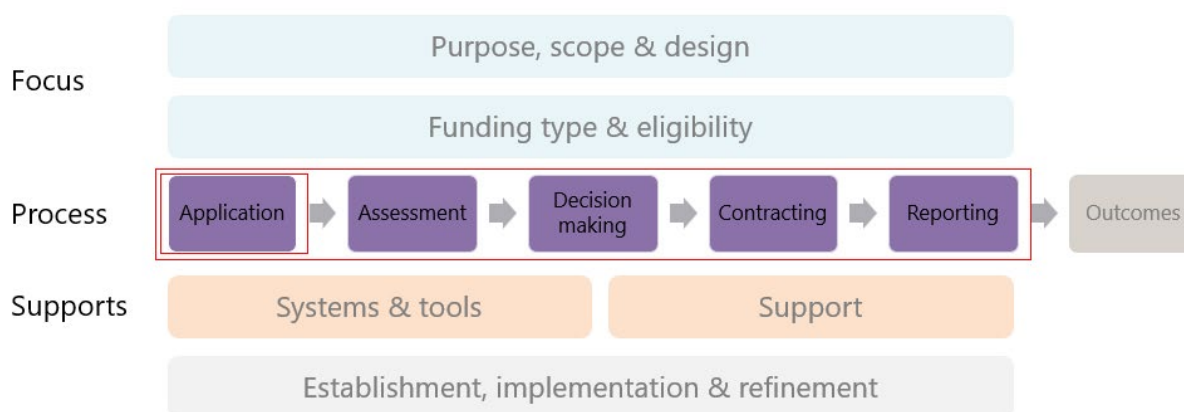 Purpose, scope & design
Focus
Funding type & eligibility
Process
Application
Assessment
Decision
making
Contracting
Reporting
Outcomes
Supports
Systems & tools
Support
Establishment, implementation & refinement